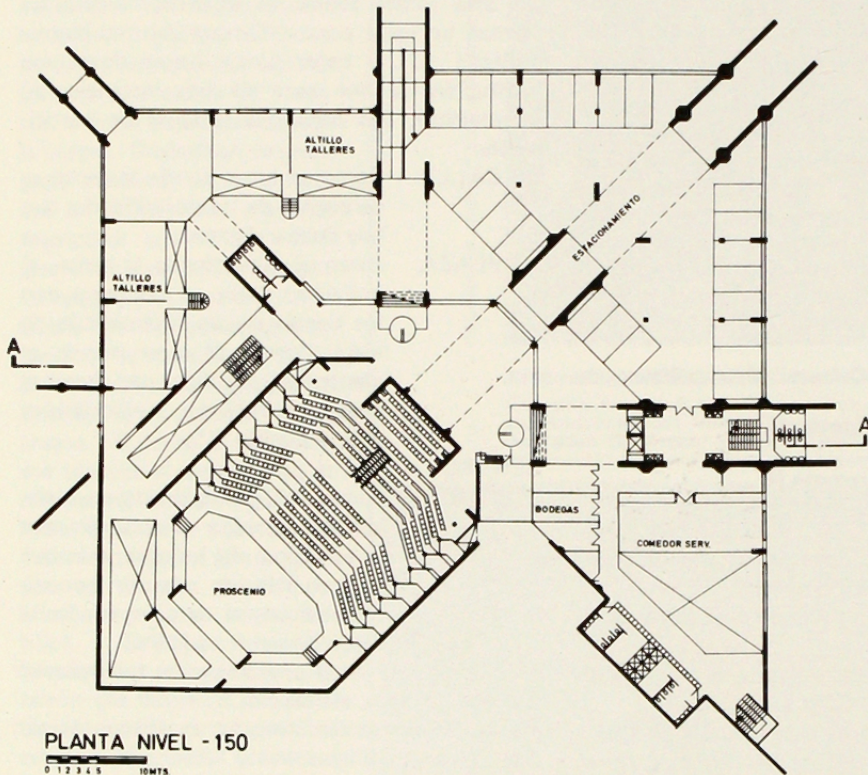 ALTILLO
TALLERES
ESTACIONAMIENTO
ALTILLO
TALLERES
A
A
BODEGAS
COMEDOR SERV.
PROSCENIO
PLANTA NIVEL -150
0 1 2 3 4 5 10MTS.